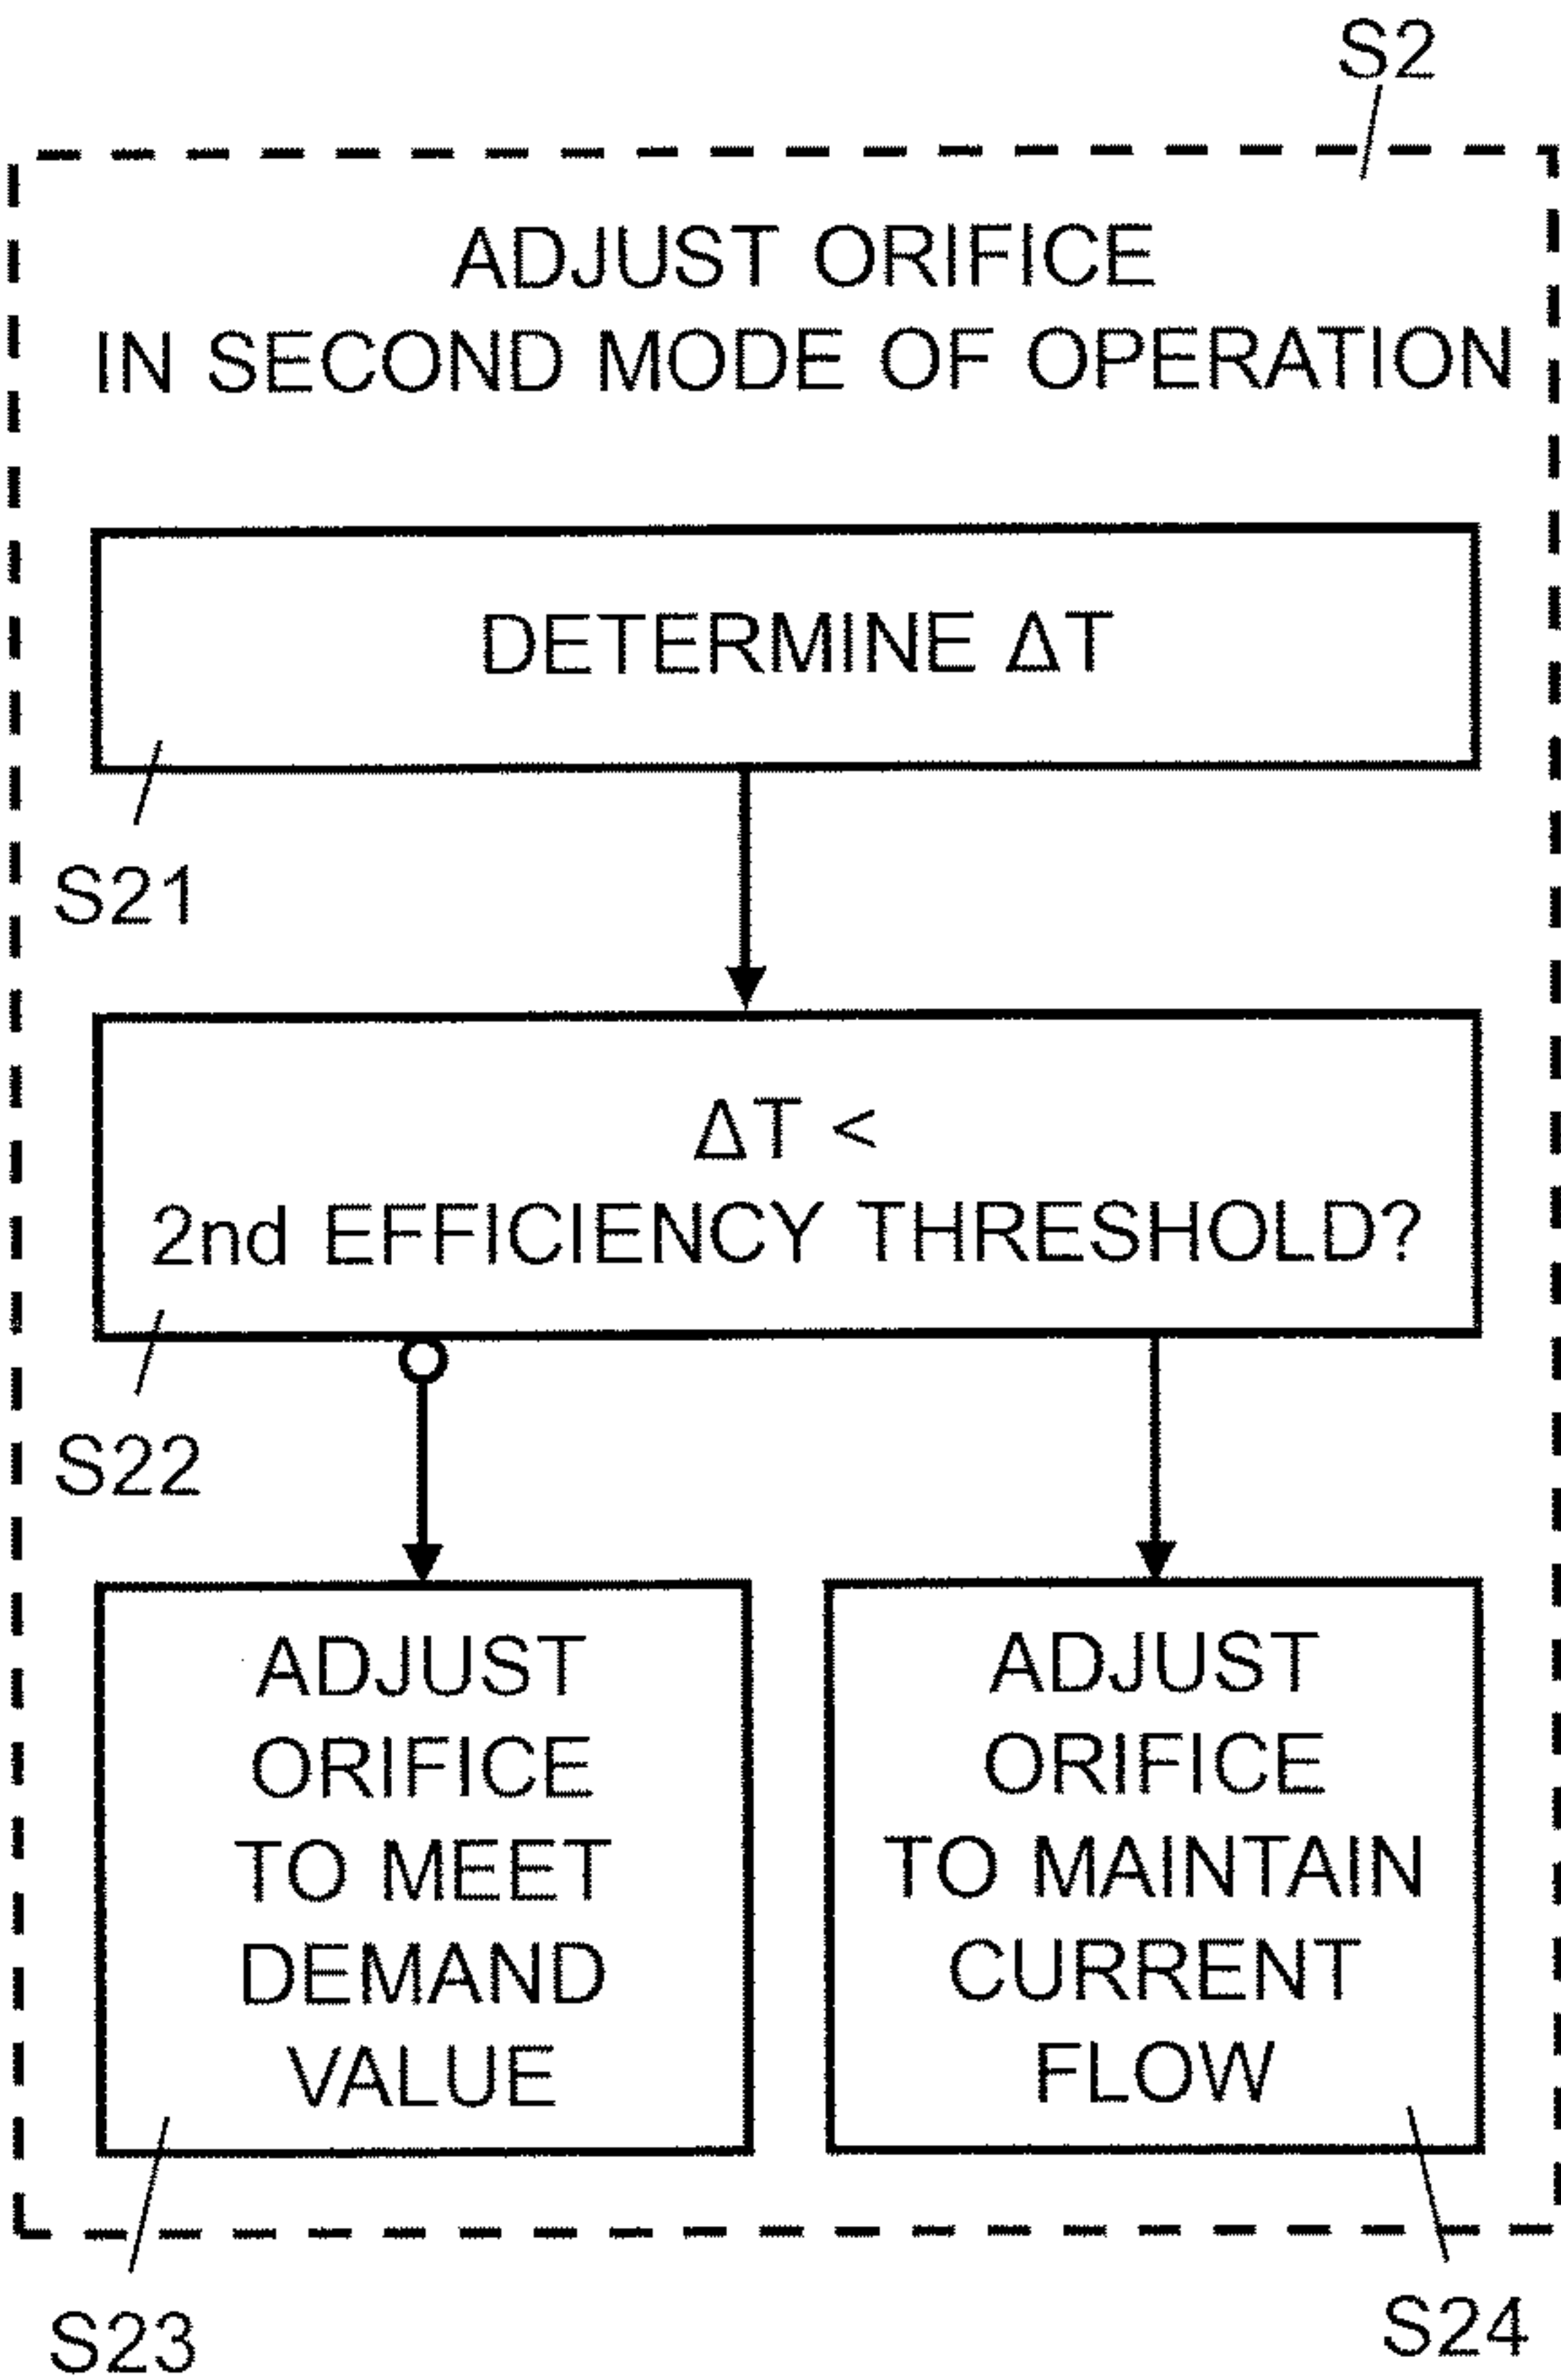 S2
ADJUST ORIFICE
IN SECOND MODE OF OPERATION
DETERMINE ΔT
S21
ΔT <
2nd EFFICIENCY THRESHOLD?
S22
ADJUST
ORIFICE
TO MEET
DEMAND
VALUE
ADJUST
ORIFICE
TO MAINTAIN
CURRENT
FLOW
S23
S24